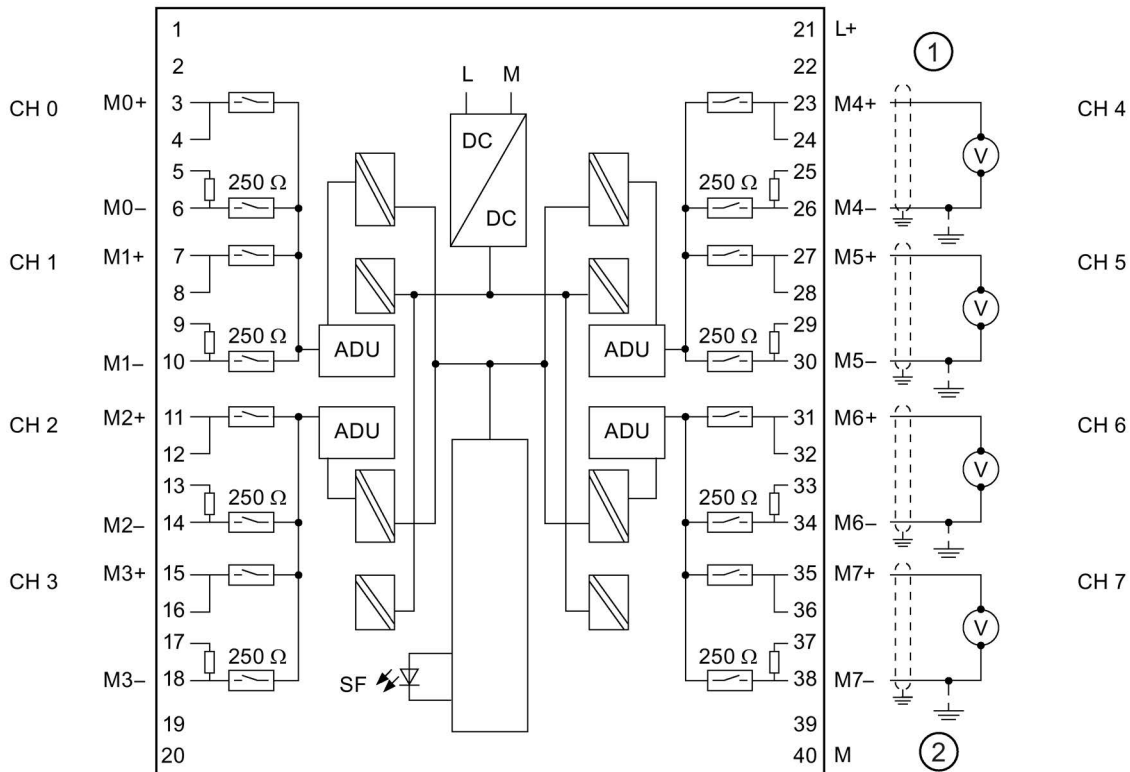 1 21 L+ 1
2 L M 22
CH 0 M0+ 3 23 M4+ CH 4
4 DC 24
5 250 Ω 250 Ω 25
M0– 6 DC 26 M4– V
CH 1 M1+ 7 27 M5+ CH 5
8 28
9 250 Ω 250 Ω 29 V
M1– 10 ADU ADU 30 M5–
CH 2 M2+ 11 ADU ADU 31 M6+ CH 6
12 32
13 250 Ω 250 Ω 33 V
M2– 14 34 M6–
CH 3 M3+ 15 35 M7+ CH 7
16 36
17 250 Ω 250 Ω 37 V
M3– 18 SF 38 M7–
19 39
20 40 M 2